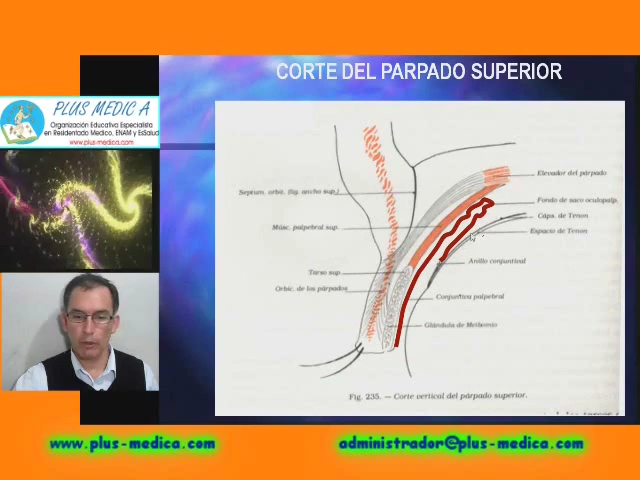 CORTE DEL PARPADO SUPERIOR
PLUS MEDIC A
Organización Educativa Especialista
en Residentado Medico, ENAM y EsSalud
www.plus-medica.com
Elevador del párpado
Septum. orbit. (lig. ancho sup.)
Fondo de saco oculopalp.
Cáps. de Tenon
Músc. palpebral sup.
Espacio de Tenon
Anillo conjuntival
Tarso sup.
Orbic. de los párpados
Conjuntiva palpebral
Glándula de Meibomio
Fig. 235. — Corte vertical del párpado superior.
www.plus-medica.com
administrador@plus-medica.com